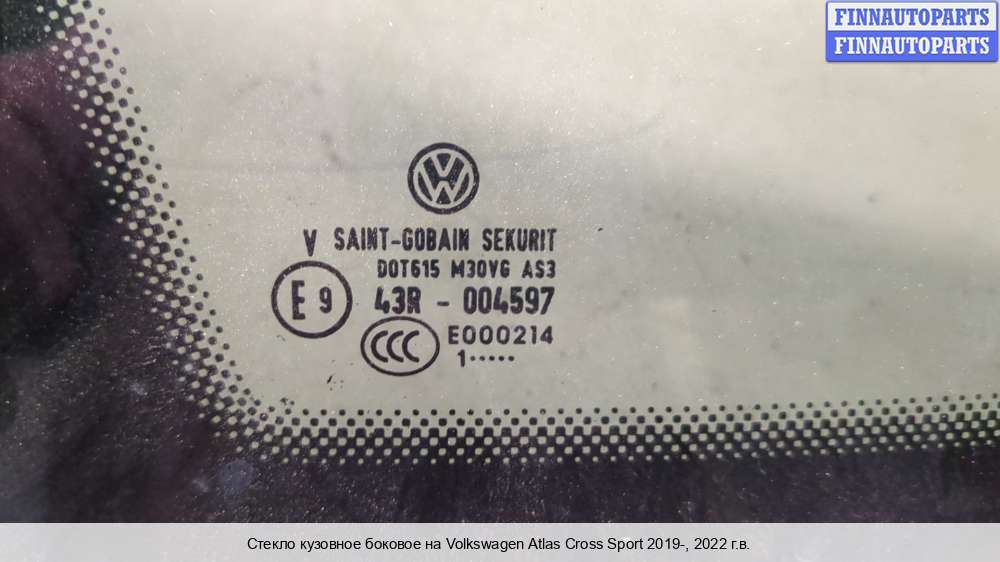 FINNAUTOPARTS
FINNAUTOPARTS
V SAINT-GOBAIN SEKURIT
DOT615 M30VG AS3
E 9 43R - 004597
CCC E000214
1·····
Стекло кузовное боковое на Volkswagen Atlas Cross Sport 2019-, 2022 г.в.